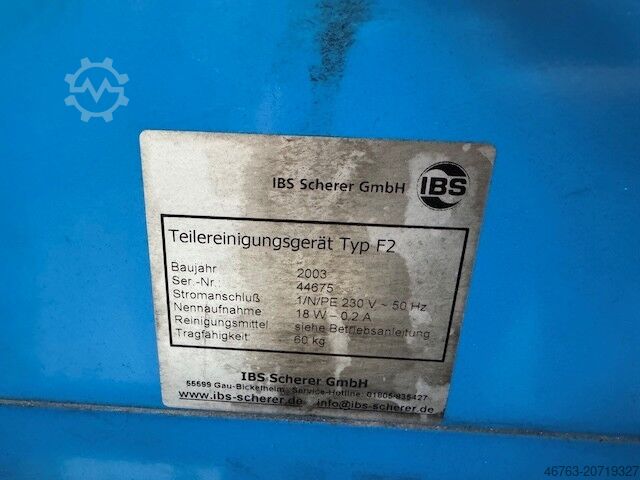 IBS Scherer GmbH
IBS
Teilereinigungsgerät Typ F2
Baujahr 2003
Ser.-Nr.: 44675
Stromanschluß 1/N/PE 230 V ~ 50 Hz
Nennaufnahme 18 W - 0,2 A
Reinigungsmittel siehe Betriebsanleitung
Tragfähigkeit: 60 kg
IBS Scherer GmbH
55599 Gau-Bickelheim, Service-Hotline: 01805/835427
www.ibs-scherer.de info@ibs-scherer.de
46763-20719327